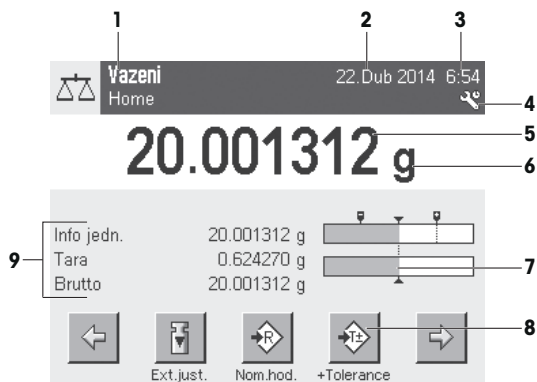 1 2 3
Vazeni 22.Dub 2014 6:54
Home
4
20.001312 g
5
6
Info jedn. 20.001312 g
Tara 0.624270 g
Brutto 20.001312 g
9
7
R T±
8
Ext.just. Nom.hod. +Tolerance